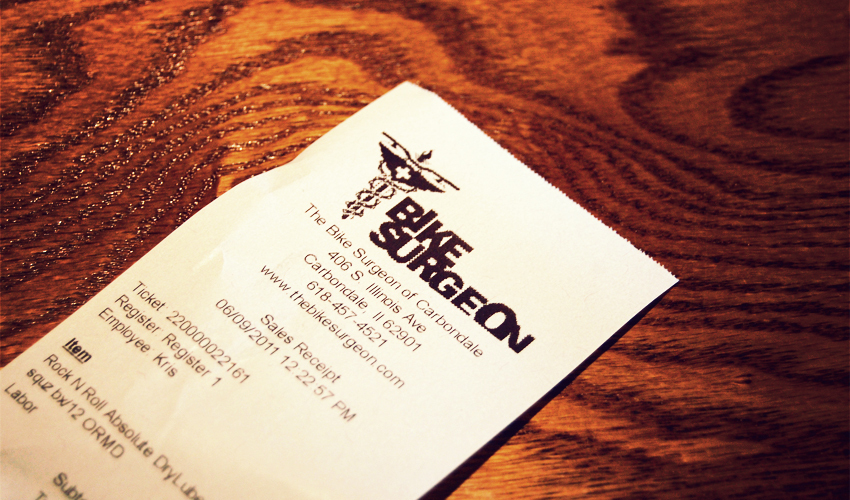 BIKE
SURGEON
The Bike Surgeon of Carbondale
406 S Illinois Ave
Carbondale Il 62901
618-457-4521
www.thebikesurgeon.com
Sales Receipt
06/09/2011 12 22 57 PM
Ticket 220000022161
Register Register 1
Employee Kris
Item
Rock N Roll Absolute DryLube
squz bx/12 ORMD
Labor